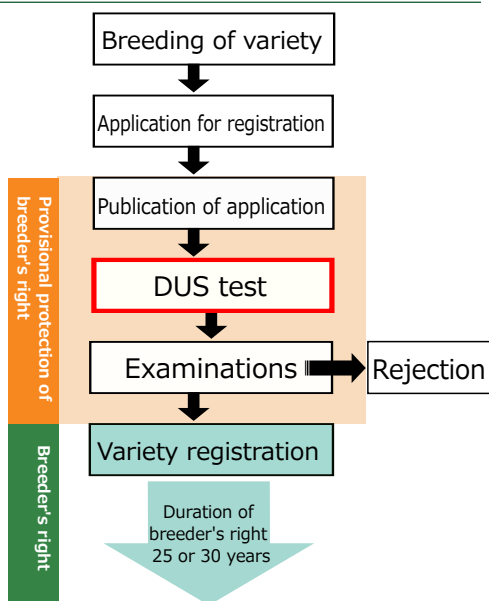 Breeding of variety
Application for registration
Provisional protection of
breeder's right
Publication of application
DUS test
Examinations
Rejection
Breeder's right
Variety registration
Duration of
breeder's right
25 or 30 years